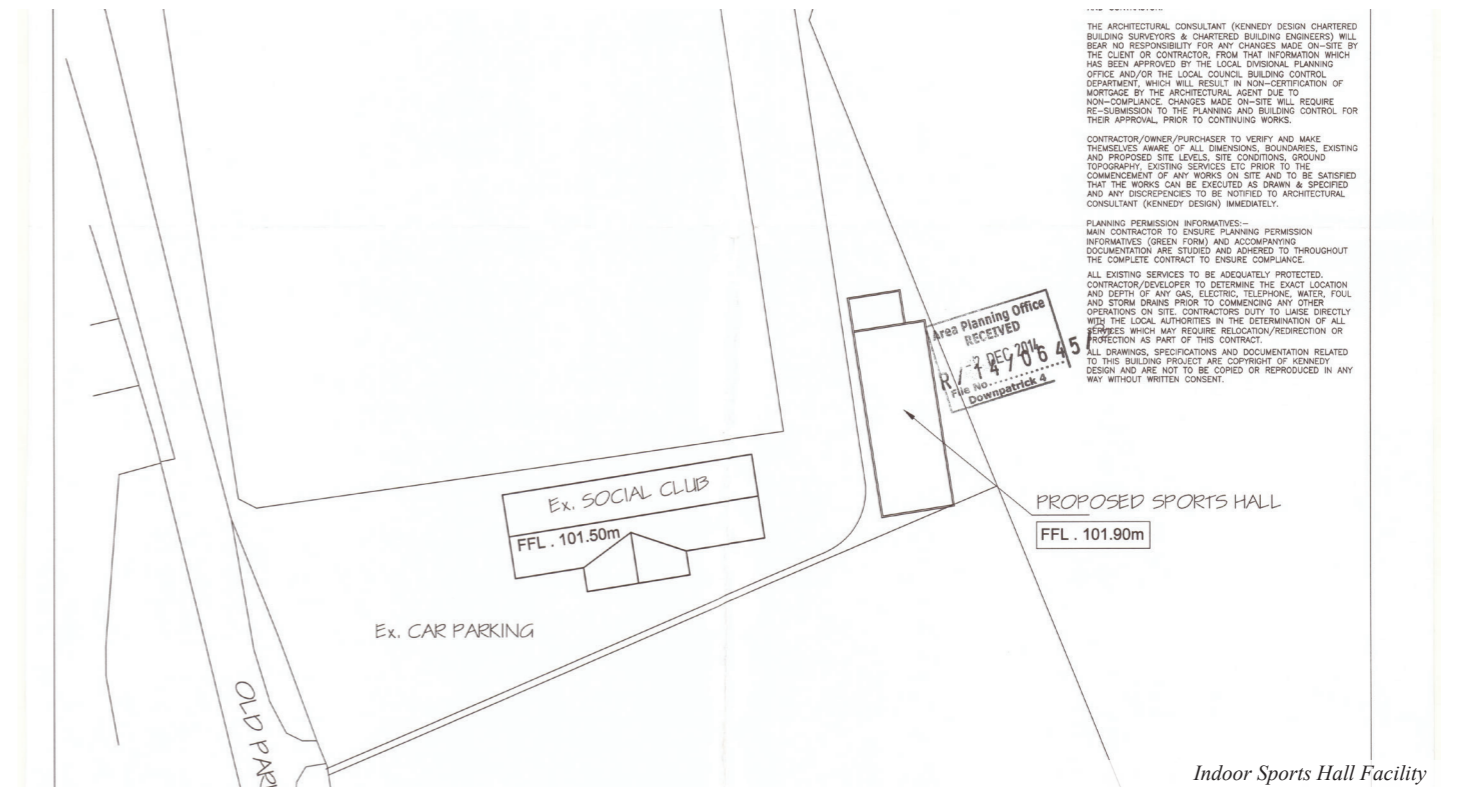 THE ARCHITECTURAL CONSULTANT (KENNEDY DESIGN CHARTERED
BUILDING SURVEYORS & CHARTERED BUILDING ENGINEERS) WILL
BEAR NO RESPONSIBILITY FOR ANY CHANGES MADE ON-SITE BY
THE CLIENT OR CONTRACTOR, FROM THAT INFORMATION WHICH
HAS BEEN APPROVED BY THE LOCAL DIVISIONAL PLANNING
OFFICE AND/OR THE LOCAL COUNCIL BUILDING CONTROL
DEPARTMENT, WHICH WILL RESULT IN NON-CERTIFICATION OF
MORTGAGE BY THE ARCHITECTURAL AGENT DUE TO
NON-COMPLIANCE. CHANGES MADE ON-SITE WILL REQUIRE
RE-SUBMISSION TO THE PLANNING AND BUILDING CONTROL FOR
THEIR APPROVAL, PRIOR TO CONTINUING WORKS.
CONTRACTOR/OWNER/PURCHASER TO VERIFY AND MAKE
THEMSELVES AWARE OF ALL DIMENSIONS, BOUNDARIES, EXISTING
AND PROPOSED SITE LEVELS, SITE CONDITIONS, GROUND
TOPOGRAPHY, EXISTING SERVICES ETC PRIOR TO THE
COMMENCEMENT OF ANY WORKS ON SITE AND TO BE SATISFIED
THAT THE WORKS CAN BE EXECUTED AS DRAWN & SPECIFIED
AND ANY DISCREPENCIES TO BE NOTIFIED TO ARCHITECTURAL
CONSULTANT (KENNEDY DESIGN) IMMEDIATELY.
PLANNING PERMISSION INFORMATIVES:-
MAIN CONTRACTOR TO ENSURE PLANNING PERMISSION
INFORMATIVES (GREEN FORM) AND ACCOMPANYING
DOCUMENTATION ARE STUDIED AND ADHERED TO THROUGHOUT
THE COMPLETE CONTRACT TO ENSURE COMPLIANCE.
ALL EXISTING SERVICES TO BE ADEQUATELY PROTECTED.
CONTRACTOR/DEVELOPER TO DETERMINE THE EXACT LOCATION
AND DEPTH OF ANY GAS, ELECTRIC, TELEPHONE, WATER, FOUL
AND STORM DRAINS PRIOR TO COMMENCING ANY OTHER
OPERATIONS ON SITE. CONTRACTORS DUTY TO LIAISE DIRECTLY
WITH THE LOCAL AUTHORITIES IN THE DETERMINATION OF ALL
SERVICES WHICH MAY REQUIRE RELOCATION/REDIRECTION OR
PROTECTION AS PART OF THIS CONTRACT.
ALL DRAWINGS, SPECIFICATIONS AND DOCUMENTATION RELATED
TO THIS BUILDING PROJECT ARE COPYRIGHT OF KENNEDY
DESIGN AND ARE NOT TO BE COPIED OR REPRODUCED IN ANY
WAY WITHOUT WRITTEN CONSENT.
Area Planning Office
RECEIVED
DEC 2014
File No.
Downpatrick 4
Ex. SOCIAL CLUB
FFL . 101.50m
PROPOSED SPORTS HALL
FFL . 101.90m
Ex. CAR PARKING
OLD
Indoor Sports Hall Facility